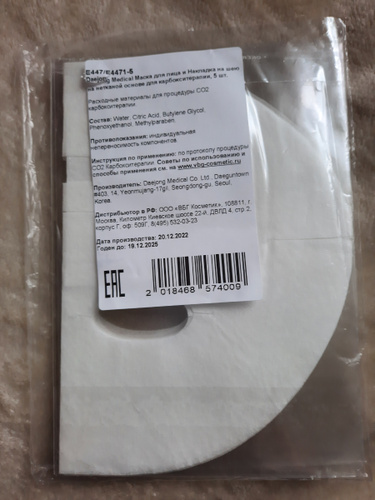 E447/E4471-5
Daejong Medical Маска для лица и Накладка на шею
на нетканой основе для карбокситерапии, 5 шт.
Расходные материалы для процедуры CO2
карбокситерапии
Состав: Water, Citric Acid, Butylene Glycol,
Phenoxyethanol, Methylparaben.
Противопоказания: индивидуальная
непереносимость компонентов.
Инструкция по применению: по протоколу процедуры
CO2 Карбокситерапии. Советы по использованию и
способы применения см. на www.vbg-cosmetic.ru
Производитель: Daejong Medical Co. Ltd., Daeguntown
#403, 14, Yeonmujang-17gil, Seongdong-gu, Seoul,
Korea.
Дистрибьютор в РФ: ООО «ВБГ Косметик», 108811, г.
Москва, Километр Киевское шоссе 22-й, ДВЛД 4, стр 2,
корпус Г, оф. 509Г, 8(495) 532-03-23.
Дата производства: 20.12.2022
Годен до: 19.12.2025
EAC
2 018468 574009